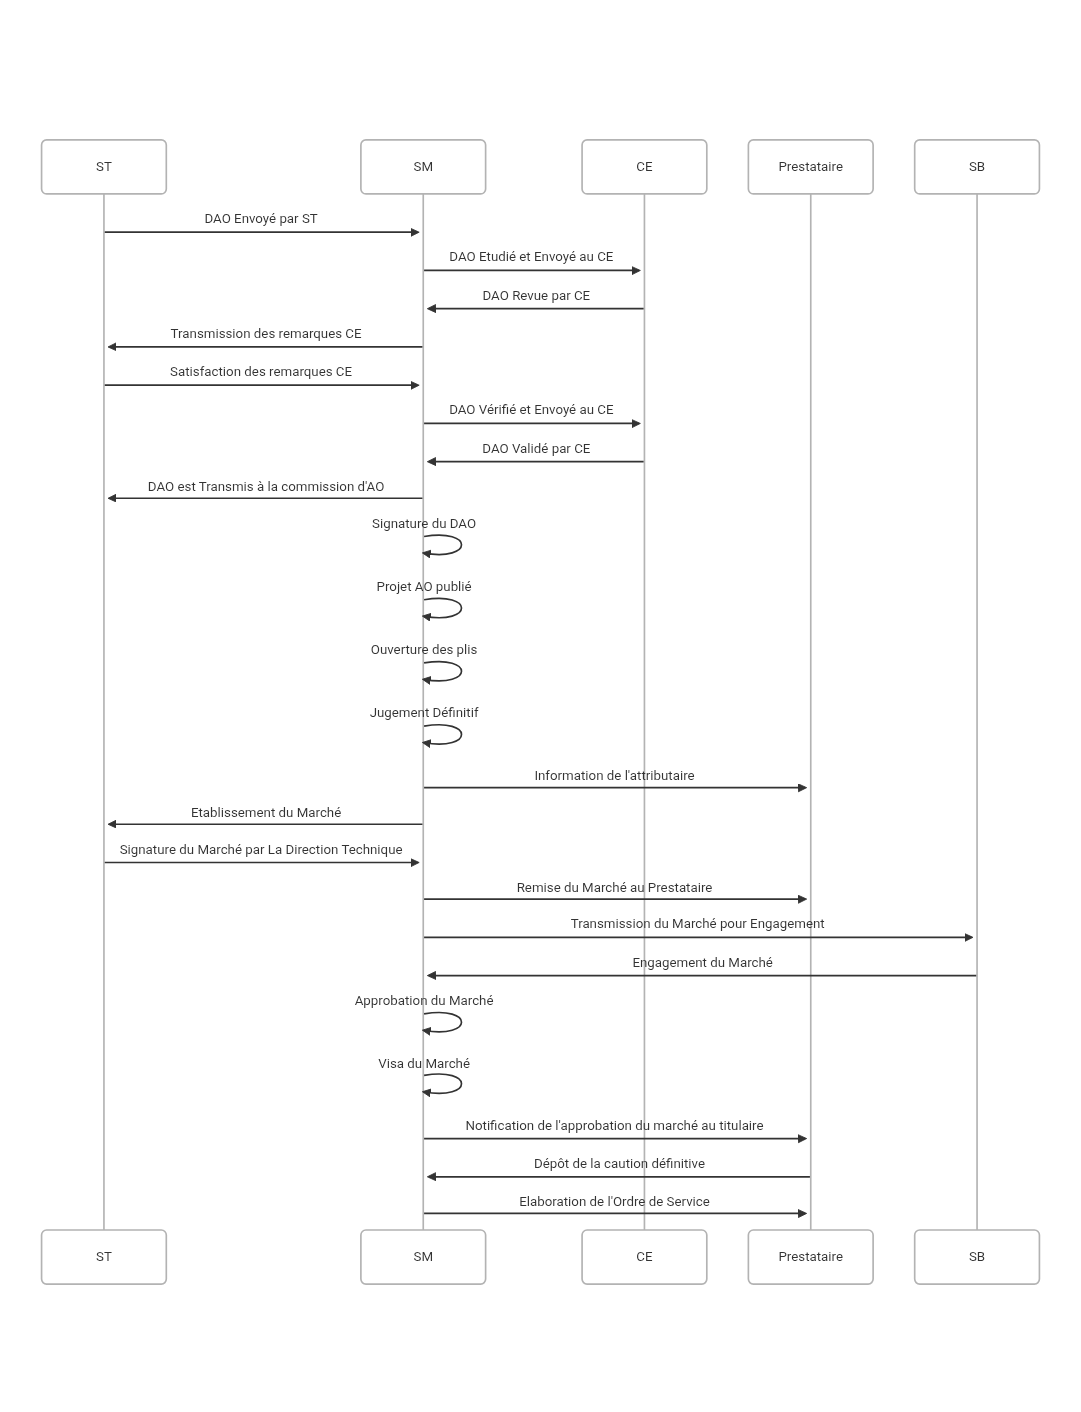 ST
SM
CE
Prestataire
SB
DAO Envoyé par ST
DAO Etudié et Envoyé au CE
DAO Revue par CE
Transmission des remarques CE
Satisfaction des remarques CE
DAO Vérifié et Envoyé au CE
DAO Validé par CE
DAO est Transmis à la commission d'AO
Signature du DAO
Projet AO publié
Ouverture des plis
Jugement Définitif
Information de l'attributaire
Etablissement du Marché
Signature du Marché par La Direction Technique
Remise du Marché au Prestataire
Transmission du Marché pour Engagement
Engagement du Marché
Approbation du Marché
Visa du Marché
Notification de l'approbation du marché au titulaire
Dépôt de la caution définitive
Elaboration de l'Ordre de Service
ST
SM
CE
Prestataire
SB